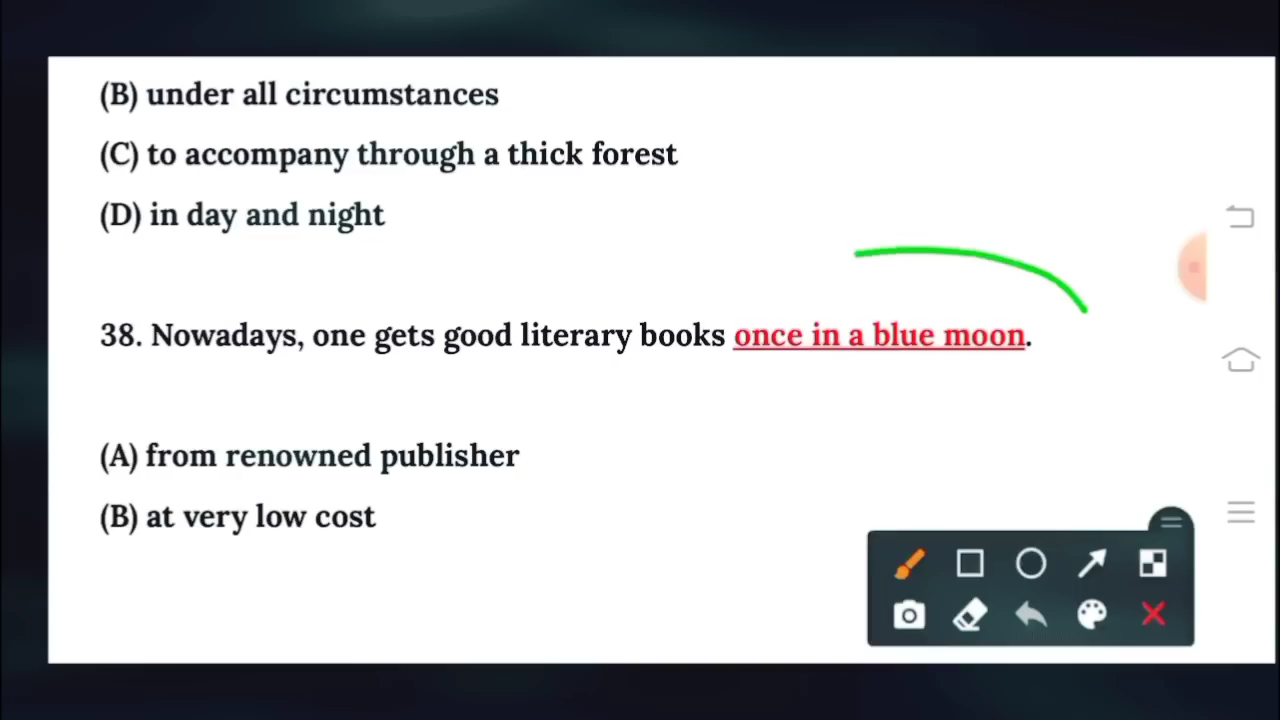 (B) under all circumstances
(C) to accompany through a thick forest
(D) in day and night
38. Nowadays, one gets good literary books once in a blue moon.
(A) from renowned publisher
(B) at very low cost